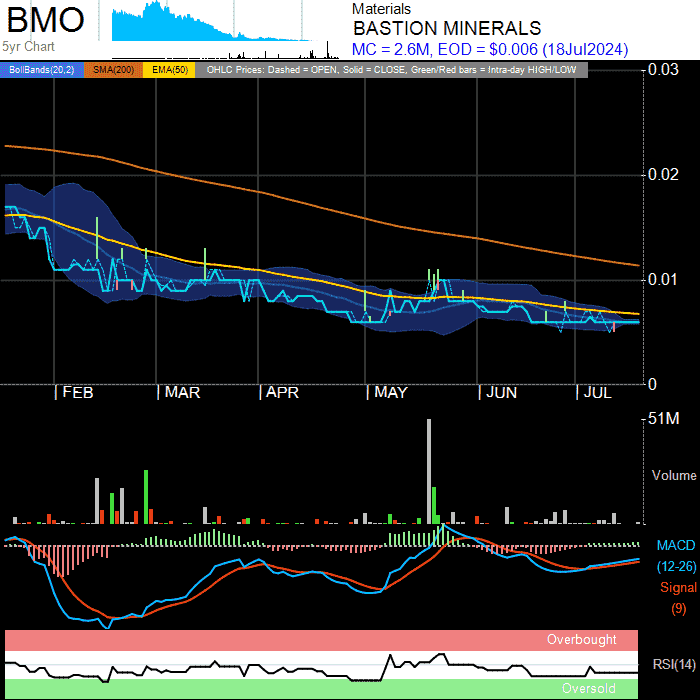 BMO
5yr Chart
Materials
BASTION MINERALS
MC = 2.6M, EOD = $0.006 (18Jul2024)
BollBands(20,2) SMA(200) EMA(50) OHLC Prices: Dashed = OPEN, Solid = CLOSE, Green/Red bars = Intra-day HIGH/LOW
0.03
0.02
0.01
0
FEB MAR APR MAY JUN JUL
51M
Volume
MACD
(12-26)
Signal
(9)
Overbought
RSI(14)
Oversold